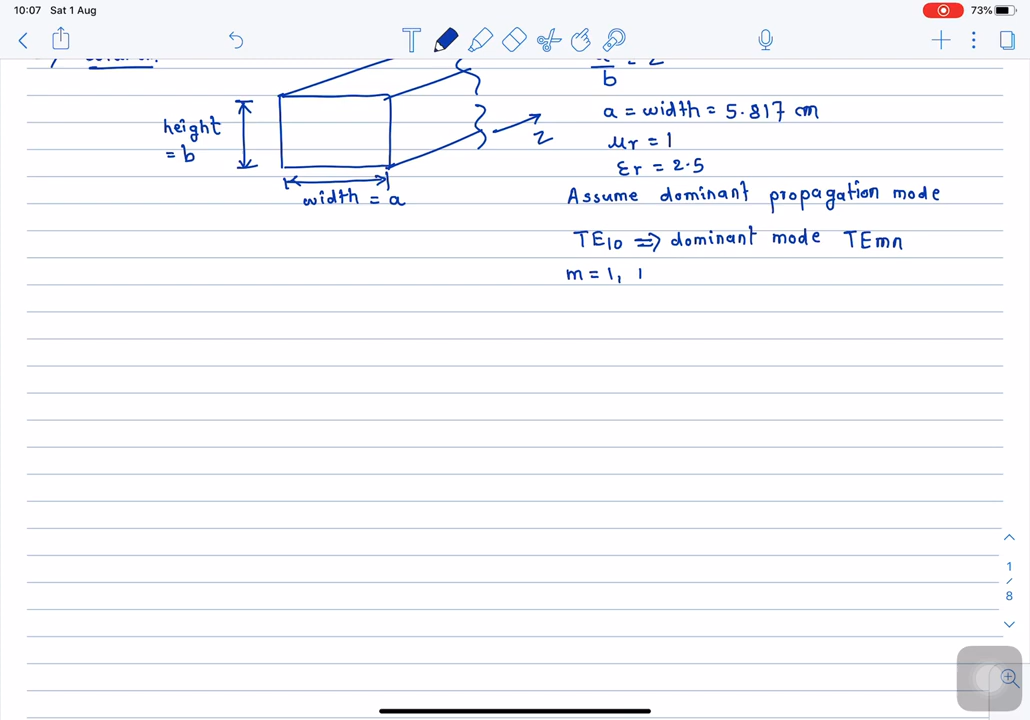 10:07 Sat 1 Aug
73%
T
b
height
= b
width = a
z
a = width = 5.817 cm
μr = 1
εr = 2.5
Assume dominant propagation mode
TE10 => dominant mode TEmn
m = 1, 1
1
/
8